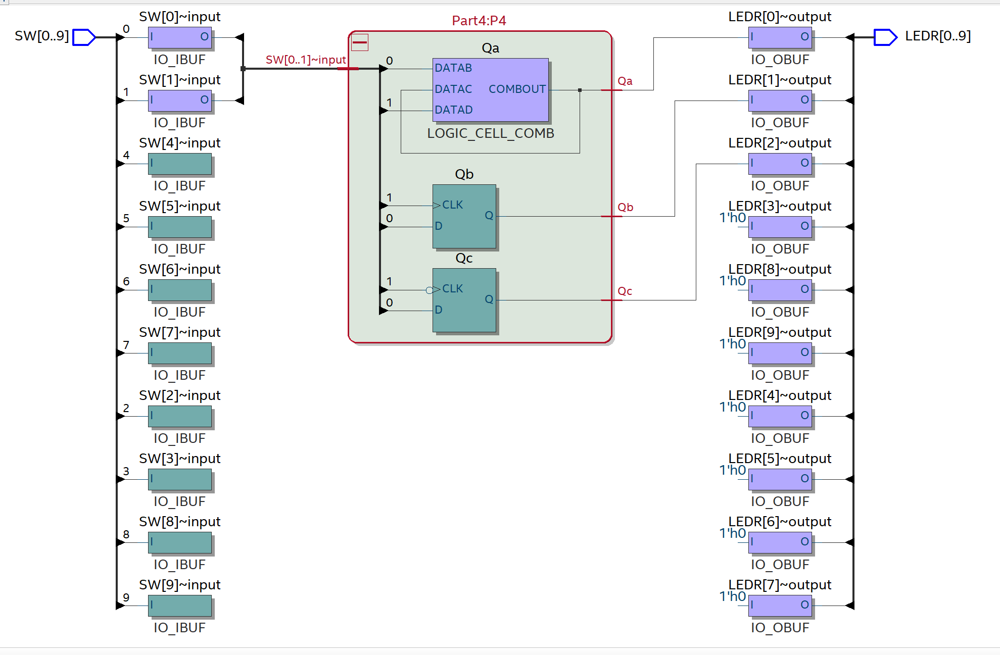 SW[0..9]
0
SW[0]~input
I
O
IO_IBUF
1
SW[1]~input
I
O
IO_IBUF
4
SW[4]~input
I
IO_IBUF
5
SW[5]~input
I
IO_IBUF
6
SW[6]~input
I
IO_IBUF
7
SW[7]~input
I
IO_IBUF
2
SW[2]~input
I
IO_IBUF
3
SW[3]~input
I
IO_IBUF
8
SW[8]~input
I
IO_IBUF
9
SW[9]~input
I
IO_IBUF
SW[0..1]~input
Part4:P4
Qa
0
DATAB
DATAC
COMBOUT
1
DATAD
LOGIC_CELL_COMB
Qa
Qb
1
CLK
0
D
Q
Qb
Qc
1
CLK
0
D
Q
Qc
LEDR[0]~output
I
O
IO_OBUF
LEDR[1]~output
I
O
IO_OBUF
LEDR[2]~output
I
O
IO_OBUF
LEDR[3]~output
1'h0
I
O
IO_OBUF
LEDR[8]~output
1'h0
I
O
IO_OBUF
LEDR[9]~output
1'h0
I
O
IO_OBUF
LEDR[4]~output
1'h0
I
O
IO_OBUF
LEDR[5]~output
1'h0
I
O
IO_OBUF
LEDR[6]~output
1'h0
I
O
IO_OBUF
LEDR[7]~output
1'h0
I
O
IO_OBUF
LEDR[0..9]